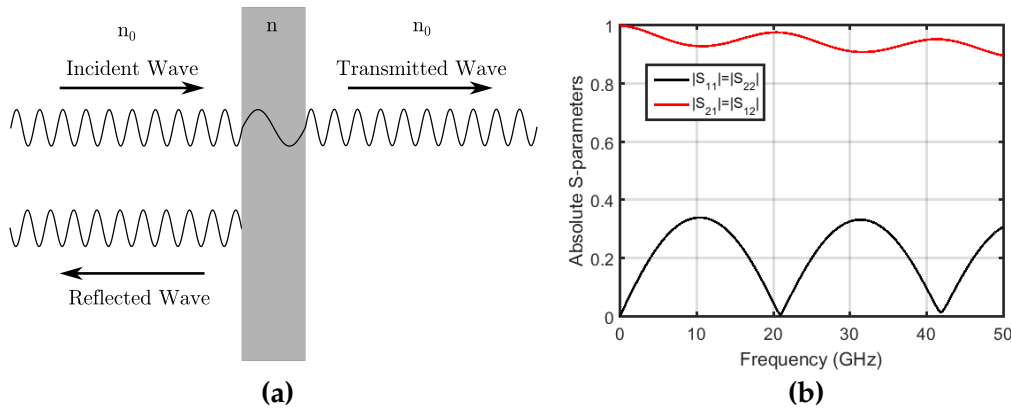 n₀ n n₀
Incident Wave Transmitted Wave
Reflected Wave
(a)
Absolute S-parameters
1
0.8
0.6
0.4
0.2
0
|S₁₁|=|S₂₂|
|S₂₁|=|S₁₂|
0 10 20 30 40 50
Frequency (GHz)
(b)